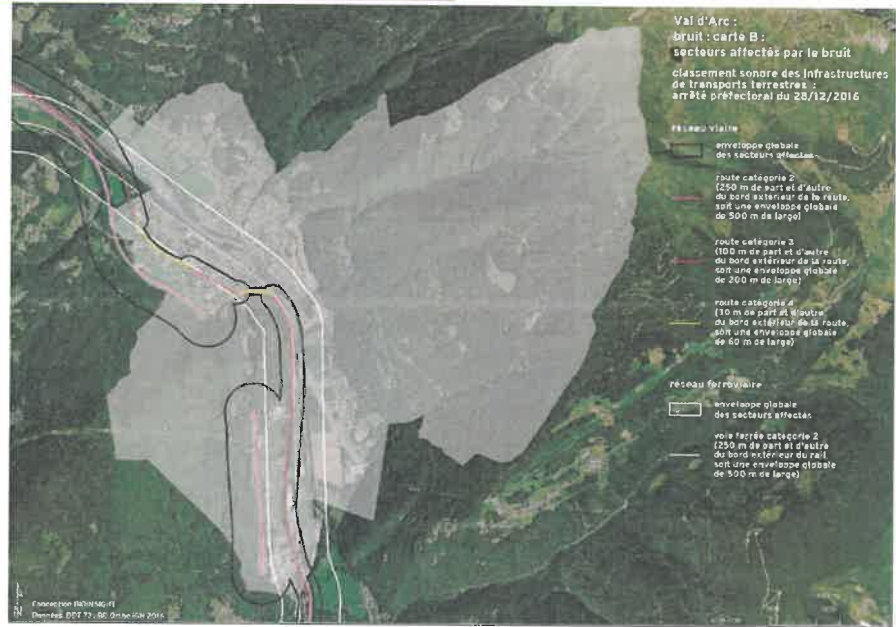 Val d'Arc :
bruit : carte B :
secteurs affectés par le bruit
classement sonore des infrastructures
de transports terrestres :
arrêté préfectoral du 28/12/2016
réseau viaire
enveloppe globale
des secteurs affectés
route catégorie 2
(250 m de part et d'autre
du bord extérieur de la route,
soit une enveloppe globale
de 500 m de large)
route catégorie 3
(100 m de part et d'autre
du bord extérieur de la route,
soit une enveloppe globale
de 200 m de large)
route catégorie 4
(30 m de part et d'autre
du bord extérieur de la route,
soit une enveloppe globale
de 60 m de large)
réseau ferroviaire
enveloppe globale
des secteurs affectés
voie ferrée catégorie 2
(250 m de part et d'autre
du bord extérieur du rail,
soit une enveloppe globale
de 500 m de large)
N
Conception BIOINSIGHT
Données DDT 73, IGN 2016